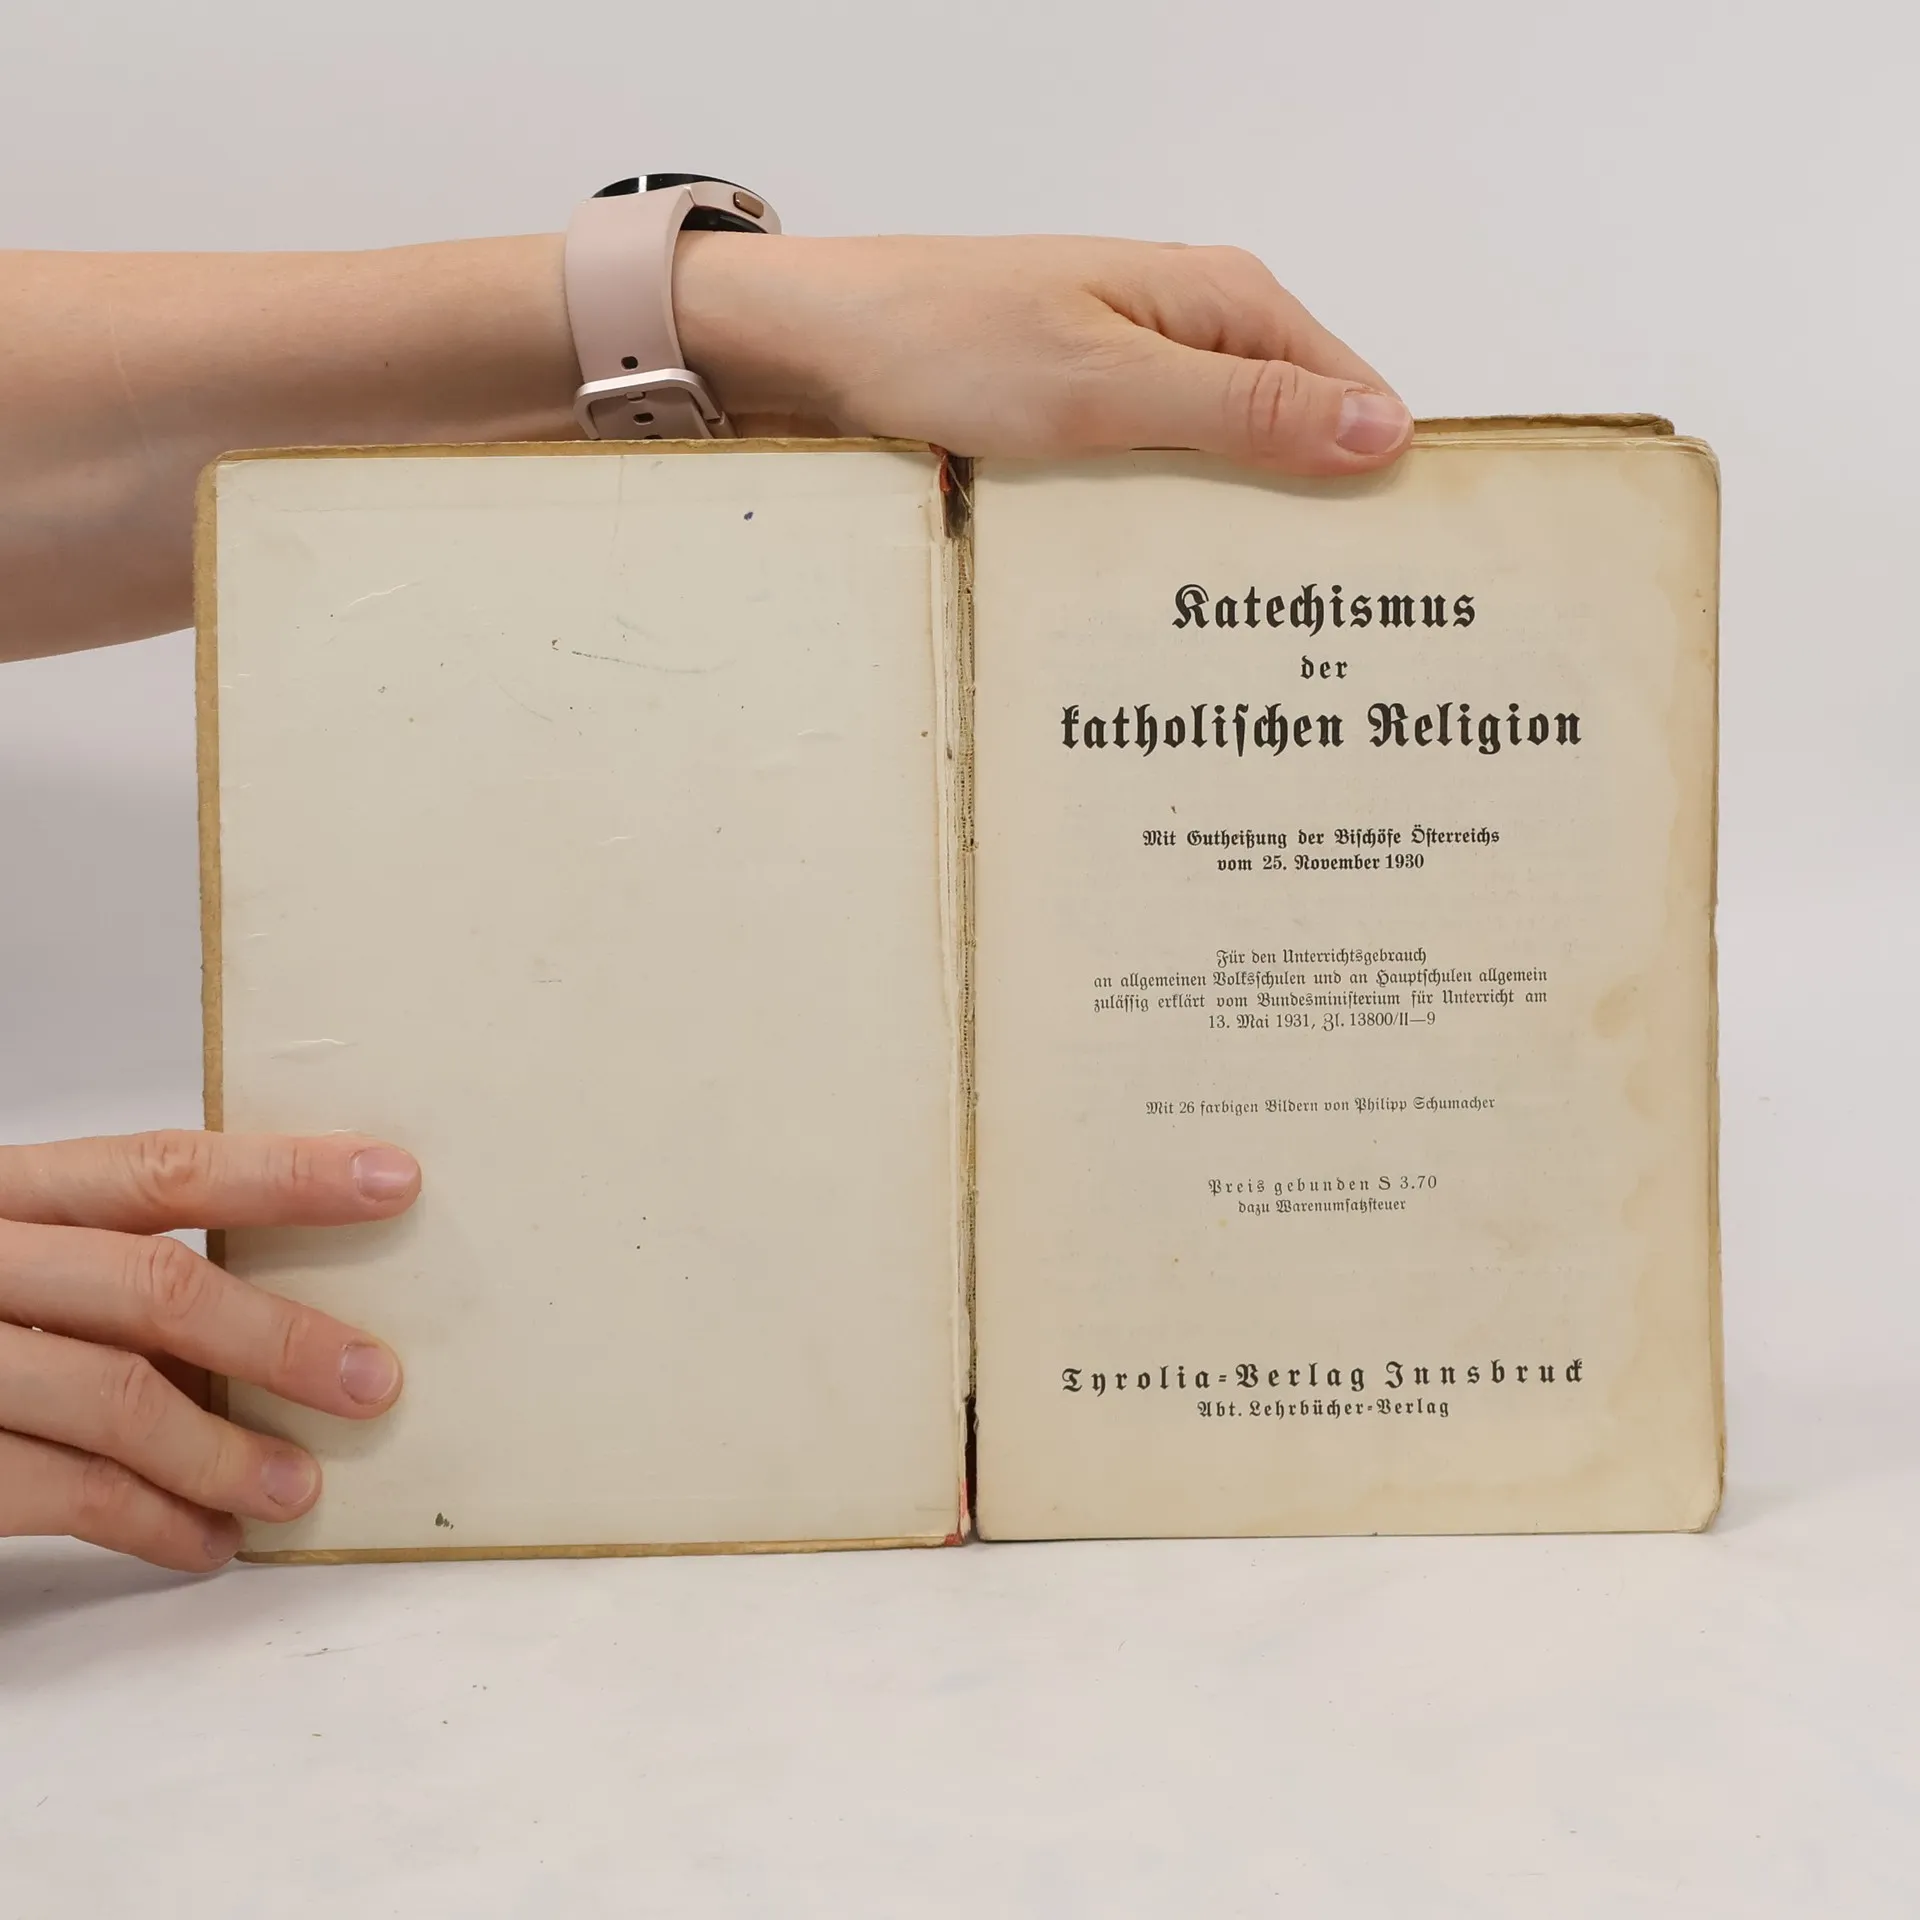 Katechismus
der
katholiſchen Religion
Mit Gutheißung der Biſchöfe Öſterreichs
vom 25. November 1930
Für den Unterrichtsgebrauch
an allgemeinen Volksſchulen und an Hauptſchulen allgemein
zuläſſig erklärt vom Bundesminiſterium für Unterricht am
13. Mai 1931, Zl. 13800/II—9
Mit 26 farbigen Bildern von Philipp Schumacher
Preis gebunden S 3.70
dazu Warenumſatzſteuer
Tyrolia-Verlag Innsbruck
Abt. Lehrbücher-Verlag